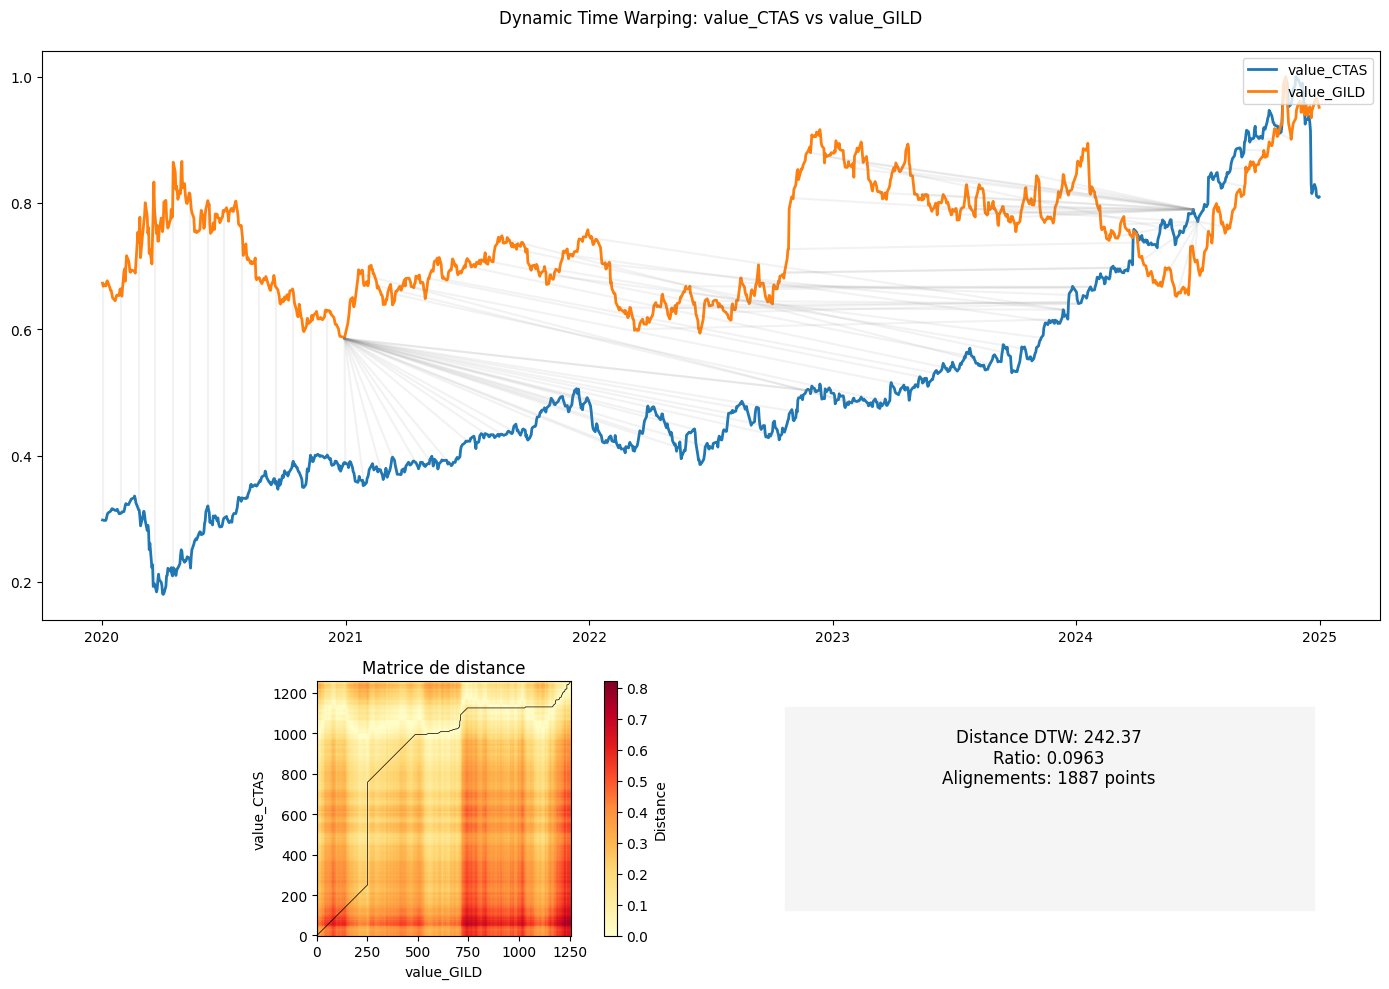 Dynamic Time Warping: value_CTAS vs value_GILD
value_CTAS
value_GILD
1.0
0.8
0.6
0.4
0.2
2020 2021 2022 2023 2024 2025
Matrice de distance
value_CTAS
1200
1000
800
600
400
200
0
0 250 500 750 1000 1250
value_GILD
0.8
0.7
0.6
0.5
0.4
0.3
0.2
0.1
0.0
Distance
Distance DTW: 242.37
Ratio: 0.0963
Alignements: 1887 points